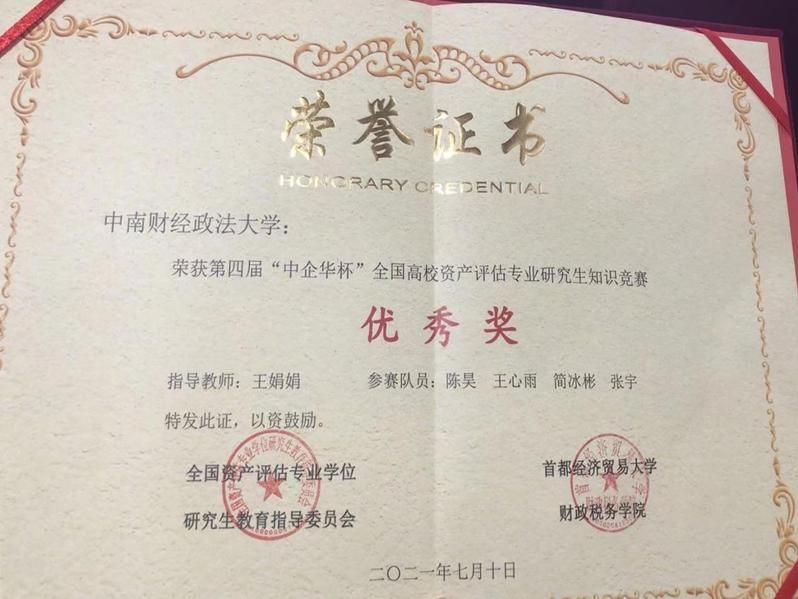 荣誉证书
HONORARY CREDENTIAL
中南财经政法大学：
荣获第四届“中企华杯”全国高校资产评估专业研究生知识竞赛
优秀奖
指导教师：王娟娟 参赛队员：陈昊 王心雨 简冰彬 张宇
特发此证，以资鼓励。
全国资产评估专业学位 首都经济贸易大学
研究生教育指导委员会 财政税务学院
二〇二一年七月十日